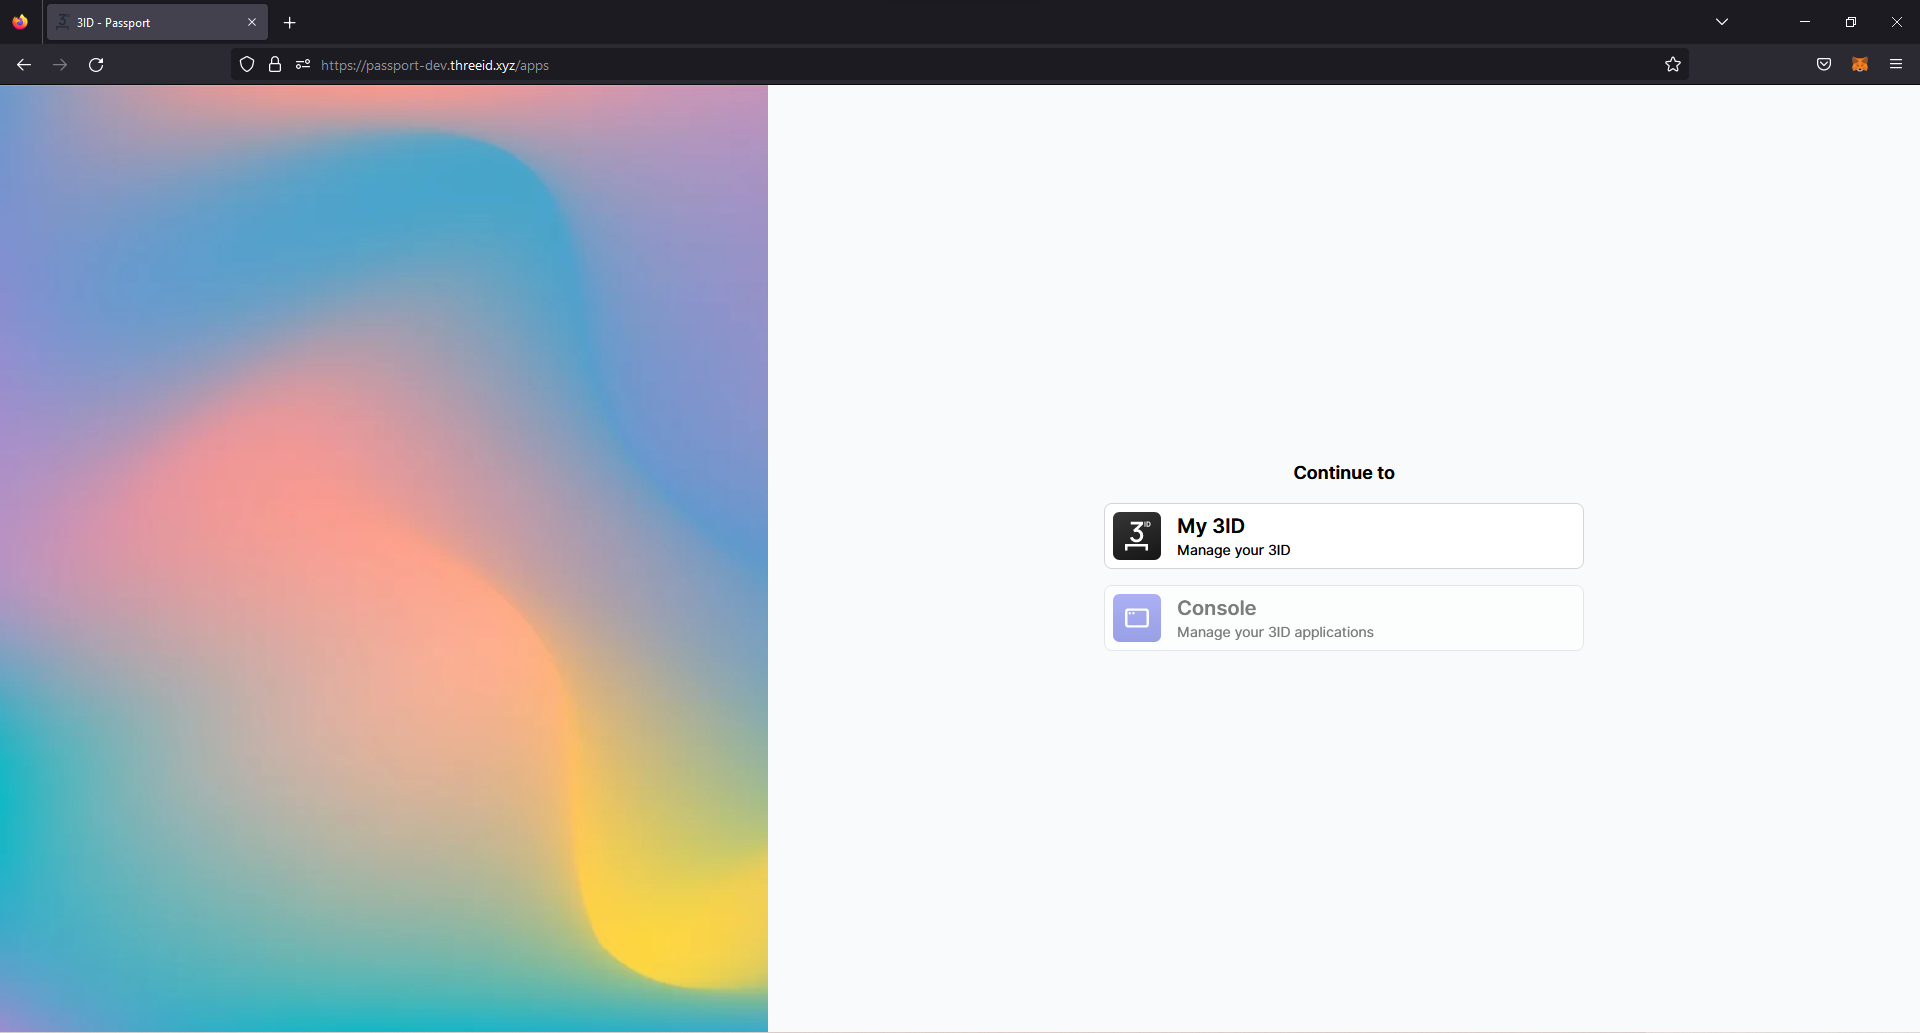 3ID - Passport
https://passport-dev.threeid.xyz/apps
Continue to
3ID
My 3ID
Manage your 3ID
Console
Manage your 3ID applications